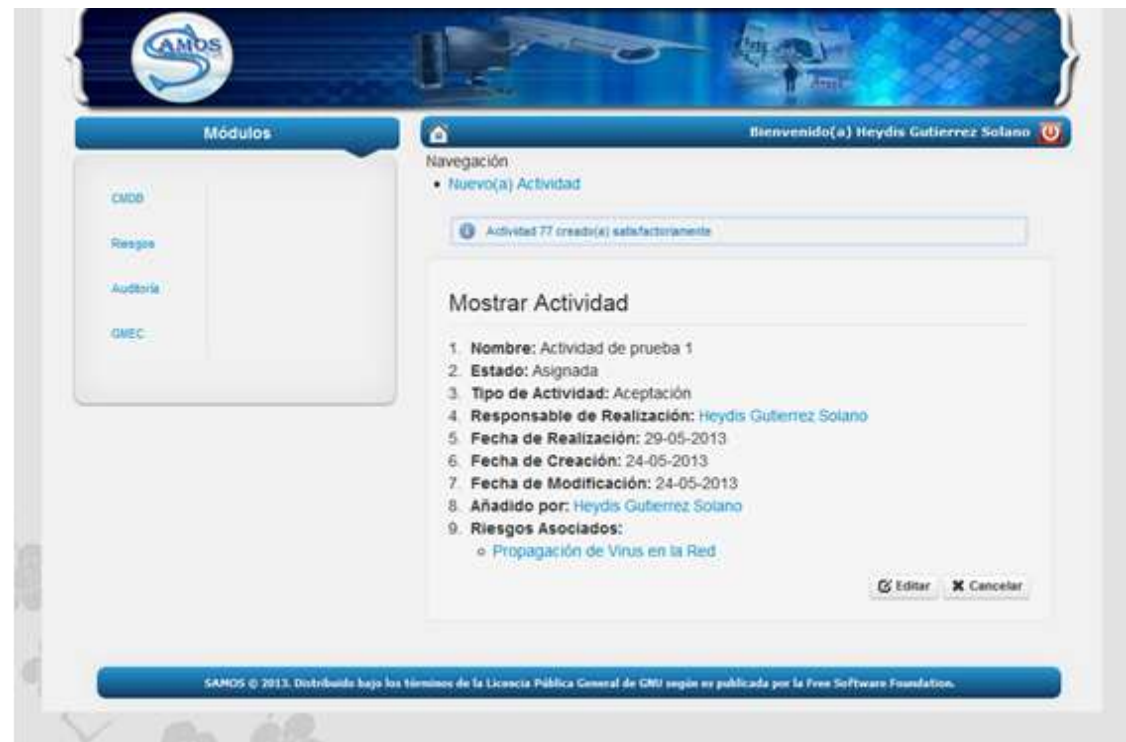 SAMOS
Módulos
Bienvenido(a) Heydis Gutierrez Solano
Navegación
• Nuevo(a) Actividad
CMDB
Riesgos
Auditoría
GMEC
Actividad 77 creado(a) satisfactoriamente
Mostrar Actividad
1. Nombre: Actividad de prueba 1
2. Estado: Asignada
3. Tipo de Actividad: Aceptación
4. Responsable de Realización: Heydis Gutierrez Solano
5. Fecha de Realización: 29-05-2013
6. Fecha de Creación: 24-05-2013
7. Fecha de Modificación: 24-05-2013
8. Añadido por: Heydis Gutierrez Solano
9. Riesgos Asociados:
Propagación de Virus en la Red
Editar Cancelar
SAMOS © 2013. Distribuido bajo los términos de la Licencia Pública General de GNU según es publicada por la Free Software Foundation.